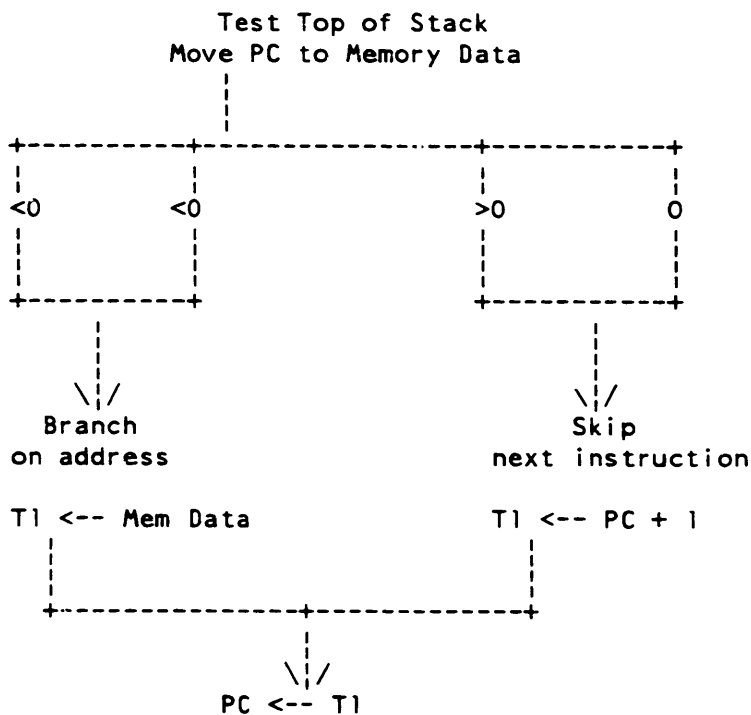 Test Top of Stack
Move PC to Memory Data
<0 <0 >0 0
Branch Skip
on address next instruction
T1 <-- Mem Data T1 <-- PC + 1
PC <-- T1